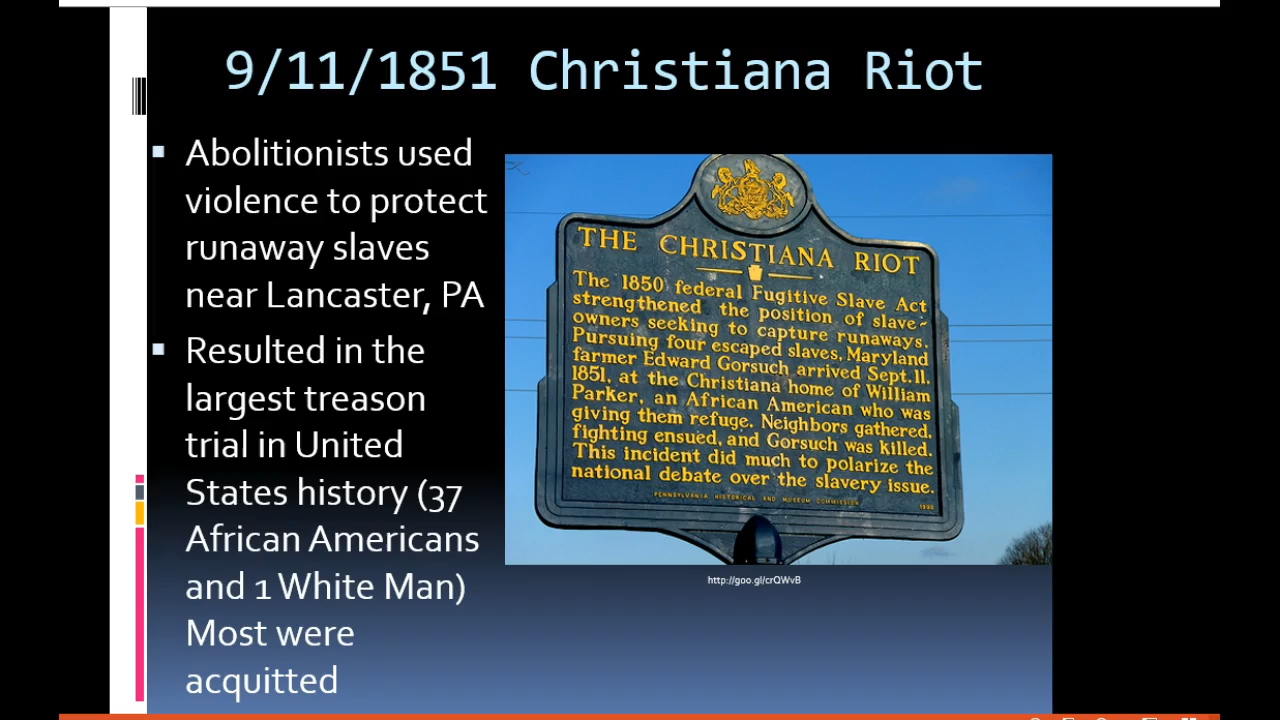 9/11/1851 Christiana Riot
Abolitionists used
violence to protect
runaway slaves
near Lancaster, PA
Resulted in the
largest treason
trial in United
States history (37
African Americans
and 1 White Man)
Most were
acquitted
THE CHRISTIANA RIOT
The 1850 federal Fugitive Slave Act
strengthened the position of slave-
owners seeking to capture runaways.
Pursuing four escaped slaves, Maryland
farmer Edward Gorsuch arrived Sept. 11,
1851, at the Christiana home of William
Parker, an African American who was
giving them refuge. Neighbors gathered,
fighting ensued, and Gorsuch was killed.
This incident did much to polarize the
national debate over the slavery issue.
PENNSYLVANIA HISTORICAL AND MUSEUM COMMISSION
1998
http://goo.gl/crQWvB